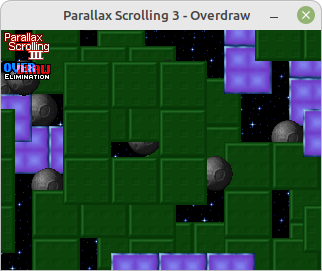 Parallax Scrolling 3 - Overdraw
Parallax
Scrolling
III
OVERDRAW
ELIMINATION